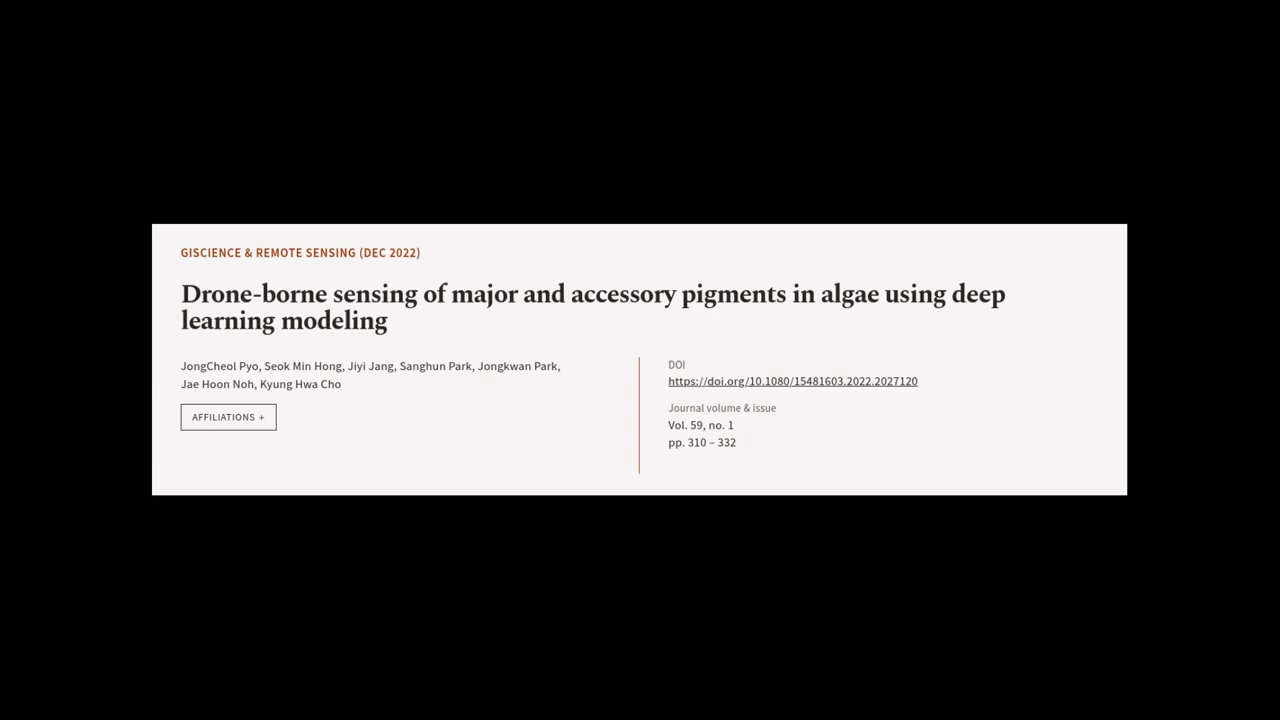 GISCIENCE & REMOTE SENSING (DEC 2022)
Drone-borne sensing of major and accessory pigments in algae using deep
learning modeling
JongCheol Pyo, Seok Min Hong, Jiyi Jang, Sanghun Park, Jongkwan Park,
Jae Hoon Noh, Kyung Hwa Cho
AFFILIATIONS +
DOI
https://doi.org/10.1080/15481603.2022.2027120
Journal volume & issue
Vol. 59, no. 1
pp. 310 – 332